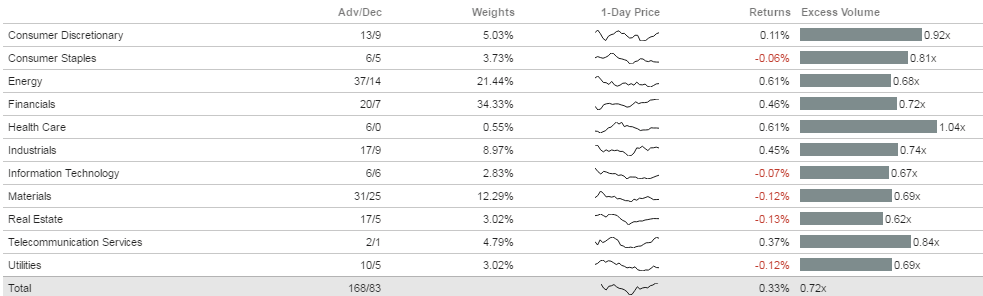 Adv/Dec Weights 1-Day Price Returns Excess Volume
Consumer Discretionary 13/9 5.03% 0.11% 0.92x
Consumer Staples 6/5 3.73% -0.06% 0.81x
Energy 37/14 21.44% 0.61% 0.68x
Financials 20/7 34.33% 0.46% 0.72x
Health Care 6/0 0.55% 0.61% 1.04x
Industrials 17/9 8.97% 0.45% 0.74x
Information Technology 6/6 2.83% -0.07% 0.67x
Materials 31/25 12.29% -0.12% 0.69x
Real Estate 17/5 3.02% -0.13% 0.62x
Telecommunication Services 2/1 4.79% 0.37% 0.84x
Utilities 10/5 3.02% -0.12% 0.69x
Total 168/83 0.33% 0.72x